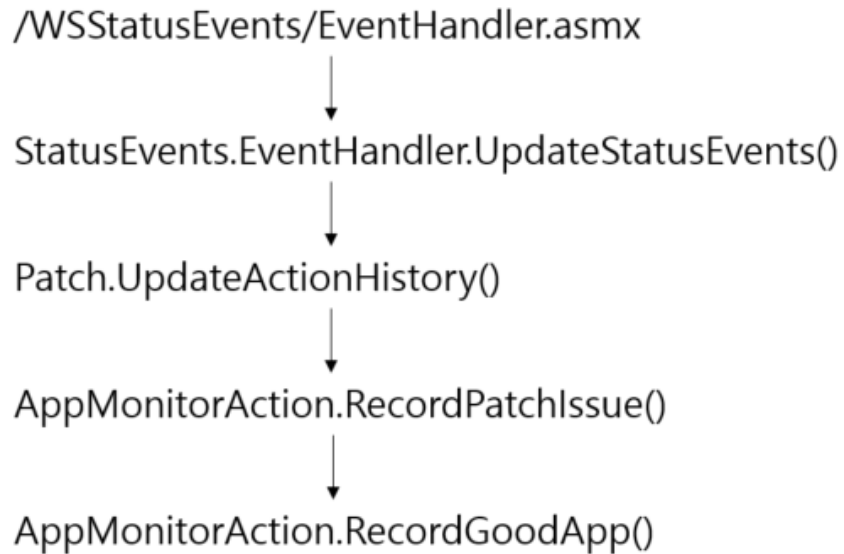 /WSStatusEvents/EventHandler.asmx
StatusEvents.EventHandler.UpdateStatusEvents()
Patch.UpdateActionHistory()
AppMonitorAction.RecordPatchIssue()
AppMonitorAction.RecordGoodApp()